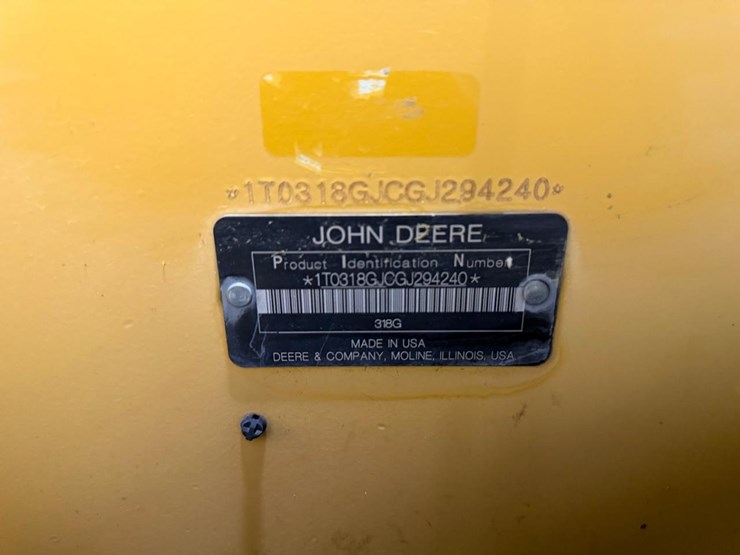 *1T0318GJCGJ294240*
JOHN DEERE
Product Identification Number
*1T0318GJCGJ294240*
318G
MADE IN USA
DEERE & COMPANY, MOLINE, ILLINOIS, USA